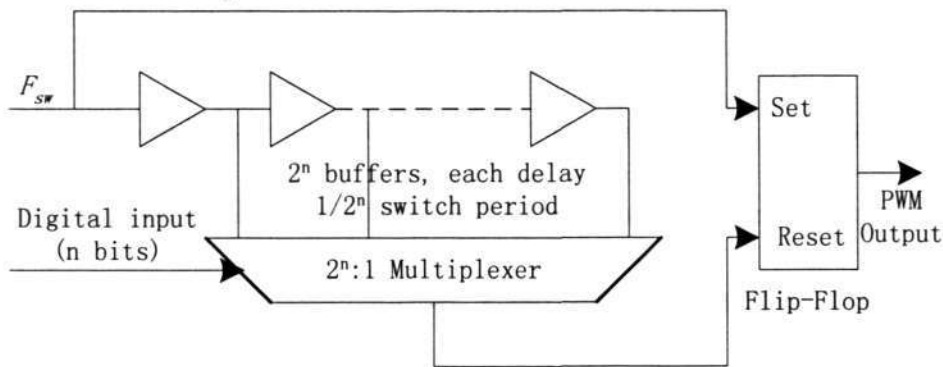 F_sw
Set
2ⁿ buffers, each delay
1/2ⁿ switch period
Digital input
(n bits)
2ⁿ:1 Multiplexer
Reset
PWM
Output
Flip-Flop